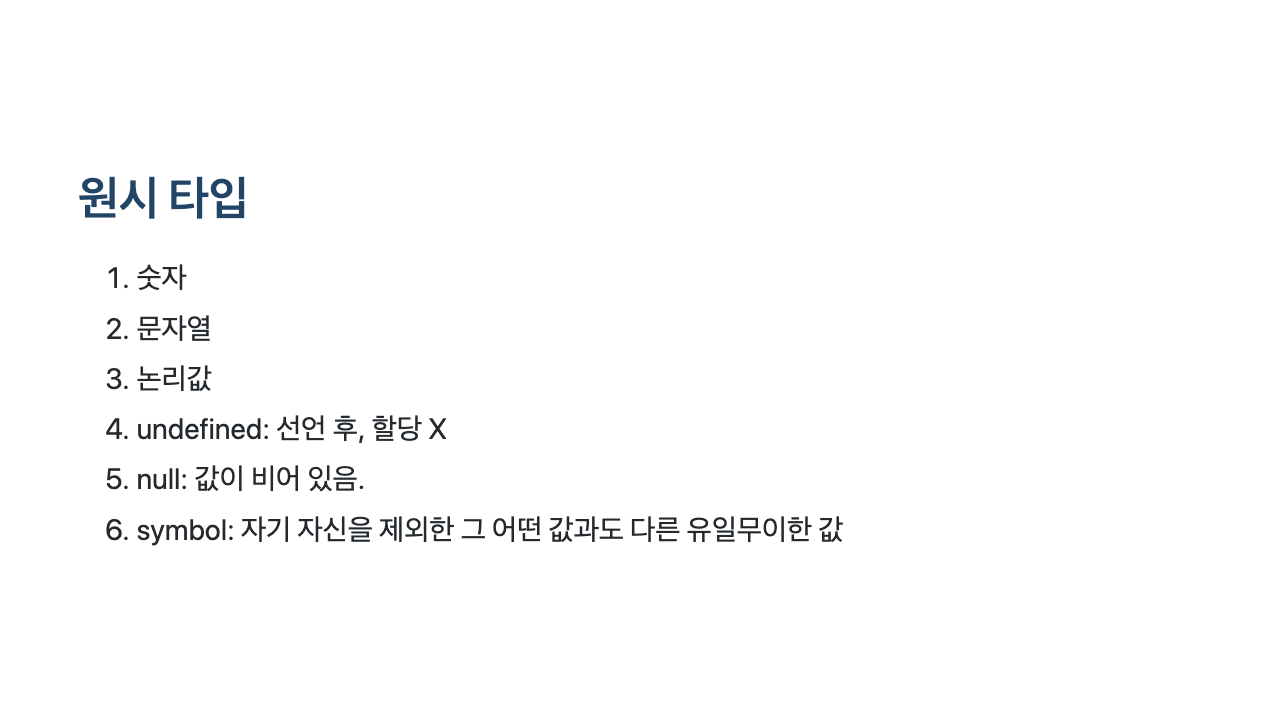 원시 타입
1. 숫자
2. 문자열
3. 논리값
4. undefined: 선언 후, 할당 X
5. null: 값이 비어 있음.
6. symbol: 자기 자신을 제외한 그 어떤 값과도 다른 유일무이한 값